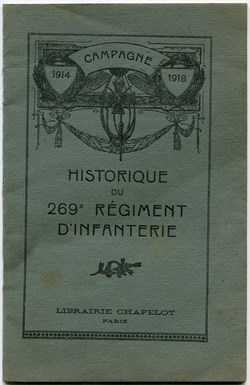 CAMPAGNE
1914
1918
HISTORIQUE
DU
269e RÉGIMENT
D'INFANTERIE
LIBRAIRIE CHAPELOT
PARIS